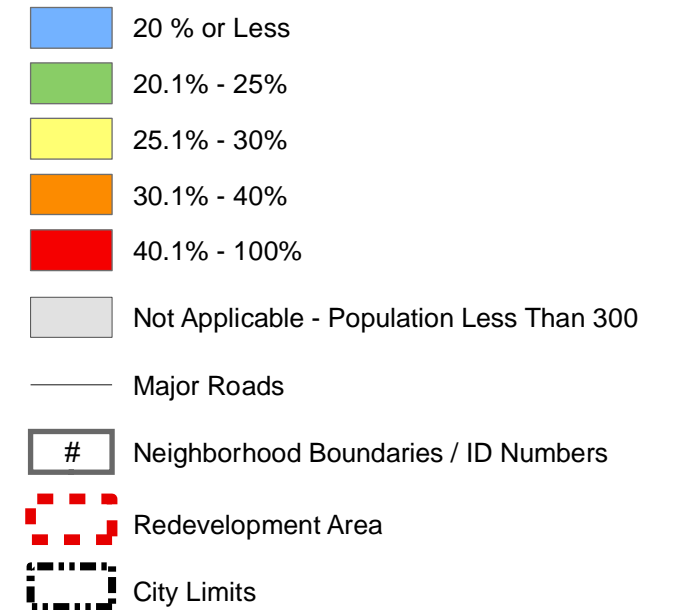 20 % or Less
20.1% - 25%
25.1% - 30%
30.1% - 40%
40.1% - 100%
Not Applicable - Population Less Than 300
Major Roads
# Neighborhood Boundaries / ID Numbers
Redevelopment Area
City Limits